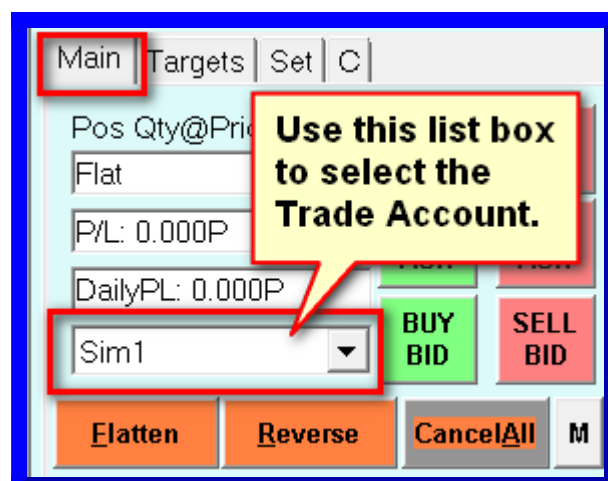 Main Targets Set C
Pos Qty@Pri
Use this list box
to select the
Trade Account.
Flat
P/L: 0.000P
DailyPL: 0.000P
Sim1
BUY
BID
SELL
BID
Flatten Reverse CancelAll M